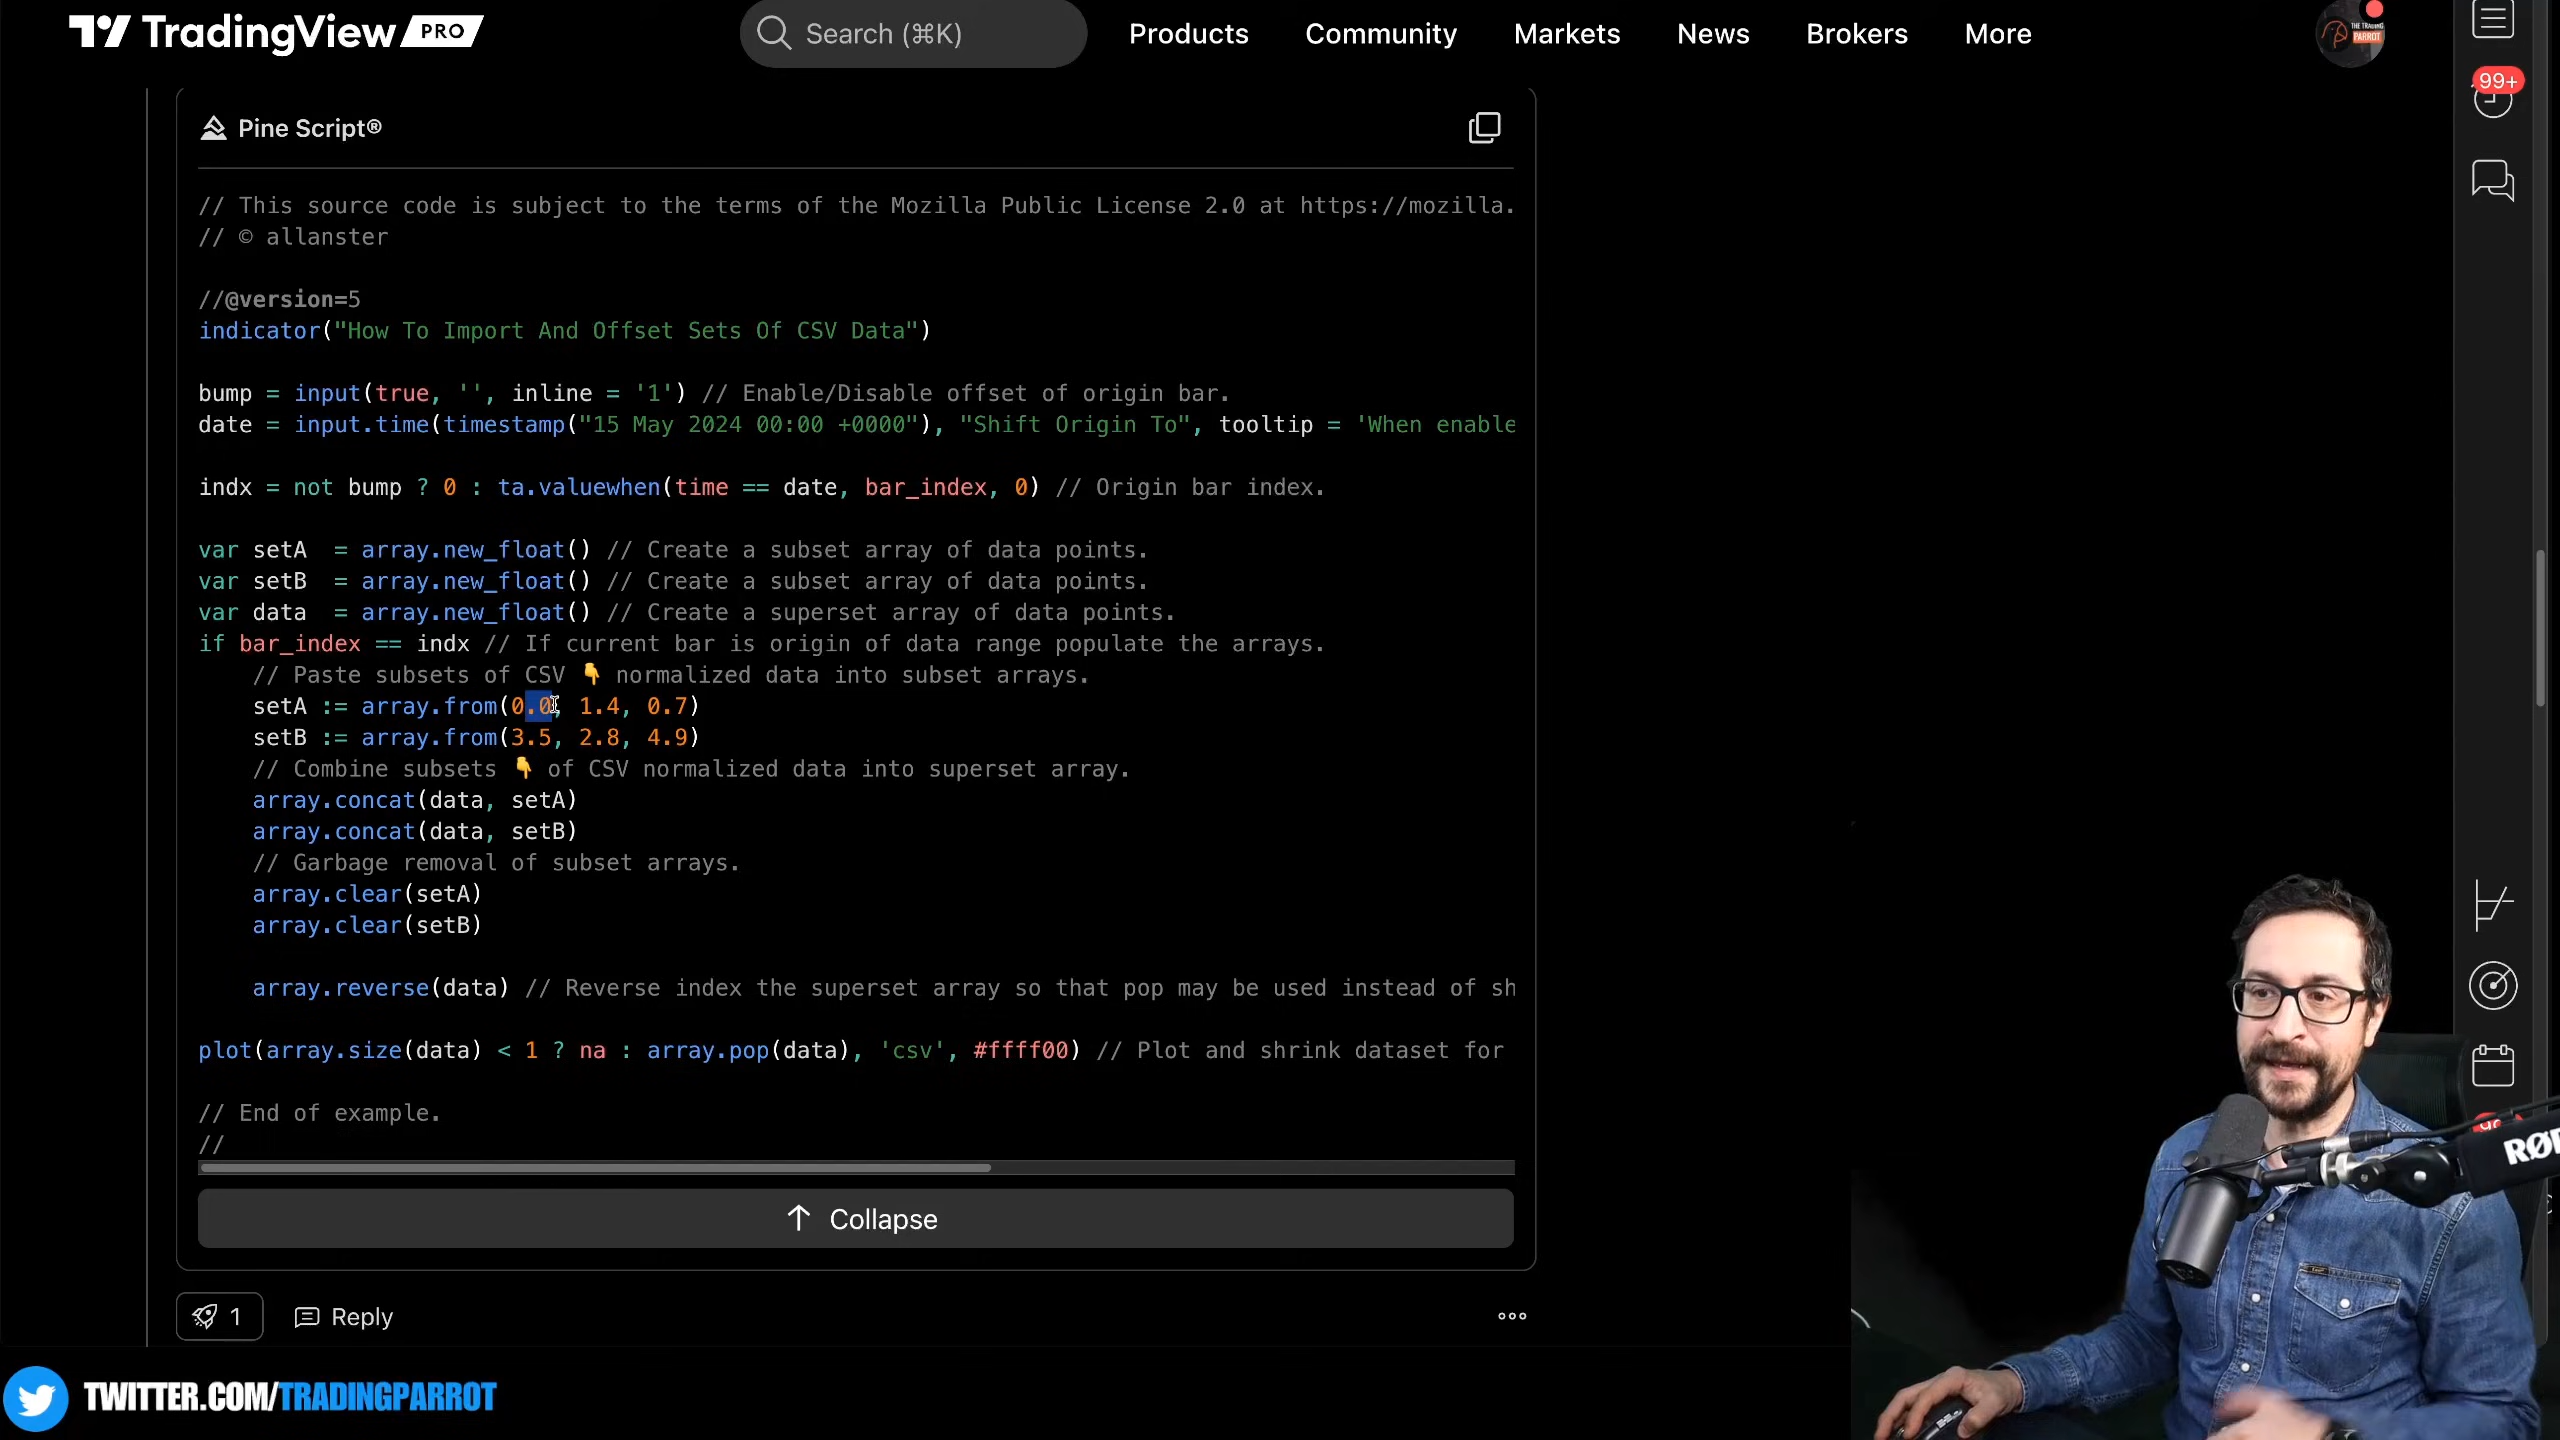 TradingView PRO
Search (⌘K)
Products
Community
Markets
News
Brokers
More
THE TRADING
PARROT
99+
Pine Script®
// This source code is subject to the terms of the Mozilla Public License 2.0 at https://mozilla.
// © allanster
//@version=5
indicator("How To Import And Offset Sets Of CSV Data")
bump = input(true, '', inline = '1') // Enable/Disable offset of origin bar.
date = input.time(timestamp("15 May 2024 00:00 +0000"), "Shift Origin To", tooltip = 'When enable
indx = not bump ? 0 : ta.valuewhen(time == date, bar_index, 0) // Origin bar index.
var setA  = array.new_float() // Create a subset array of data points.
var setB  = array.new_float() // Create a subset array of data points.
var data  = array.new_float() // Create a superset array of data points.
if bar_index == indx // If current bar is origin of data range populate the arrays.
    // Paste subsets of CSV 👇 normalized data into subset arrays.
    setA := array.from(0.0, 1.4, 0.7)
    setB := array.from(3.5, 2.8, 4.9)
    // Combine subsets 👇 of CSV normalized data into superset array.
    array.concat(data, setA)
    array.concat(data, setB)
    // Garbage removal of subset arrays.
    array.clear(setA)
    array.clear(setB)
    array.reverse(data) // Reverse index the superset array so that pop may be used instead of sh
plot(array.size(data) < 1 ? na : array.pop(data), 'csv', #ffff00) // Plot and shrink dataset for
// End of example.
//
Collapse
1
Reply
TWITTER.COM/TRADINGPARROT